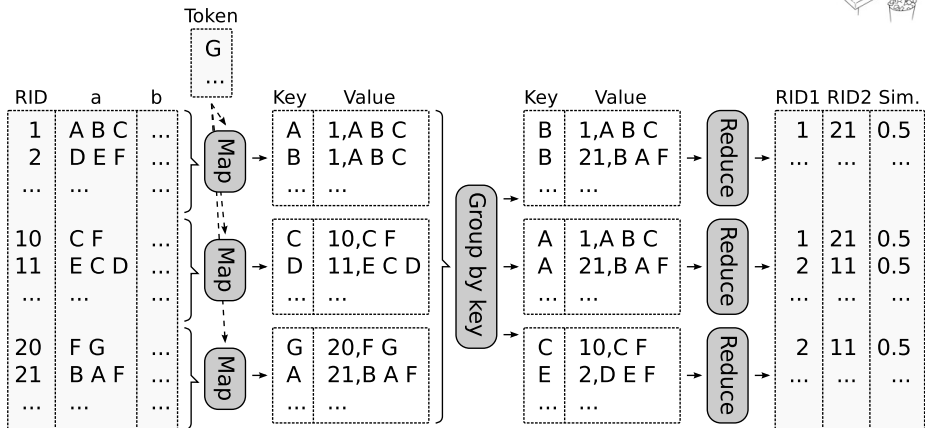 Token
G
...
RID a b
1 A B C ...
2 D E F ...
... ... ...
10 C F ...
11 E C D ...
... ... ...
20 F G ...
21 B A F ...
... ... ...
Map
Map
Map
Key Value
A 1,A B C
B 1,A B C
... ...
C 10,C F
D 11,E C D
... ...
G 20,F G
A 21,B A F
... ...
Group by key
Key Value
B 1,A B C
B 21,B A F
... ...
A 1,A B C
A 21,B A F
... ...
C 10,C F
E 2,D E F
... ...
Reduce
Reduce
Reduce
RID1 RID2 Sim.
1 21 0.5
... ... ...
1 21 0.5
2 11 0.5
... ... ...
2 11 0.5
... ... ...
... ... ...